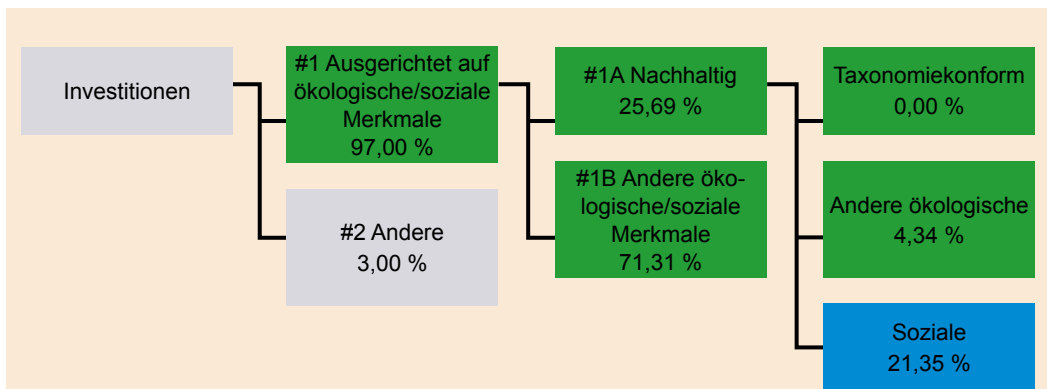 Investitionen
#1 Ausgerichtet auf
ökologische/soziale
Merkmale
97,00 %
#2 Andere
3,00 %
#1A Nachhaltig
25,69 %
#1B Andere öko-
logische/soziale
Merkmale
71,31 %
Taxonomiekonform
0,00 %
Andere ökologische
4,34 %
Soziale
21,35 %